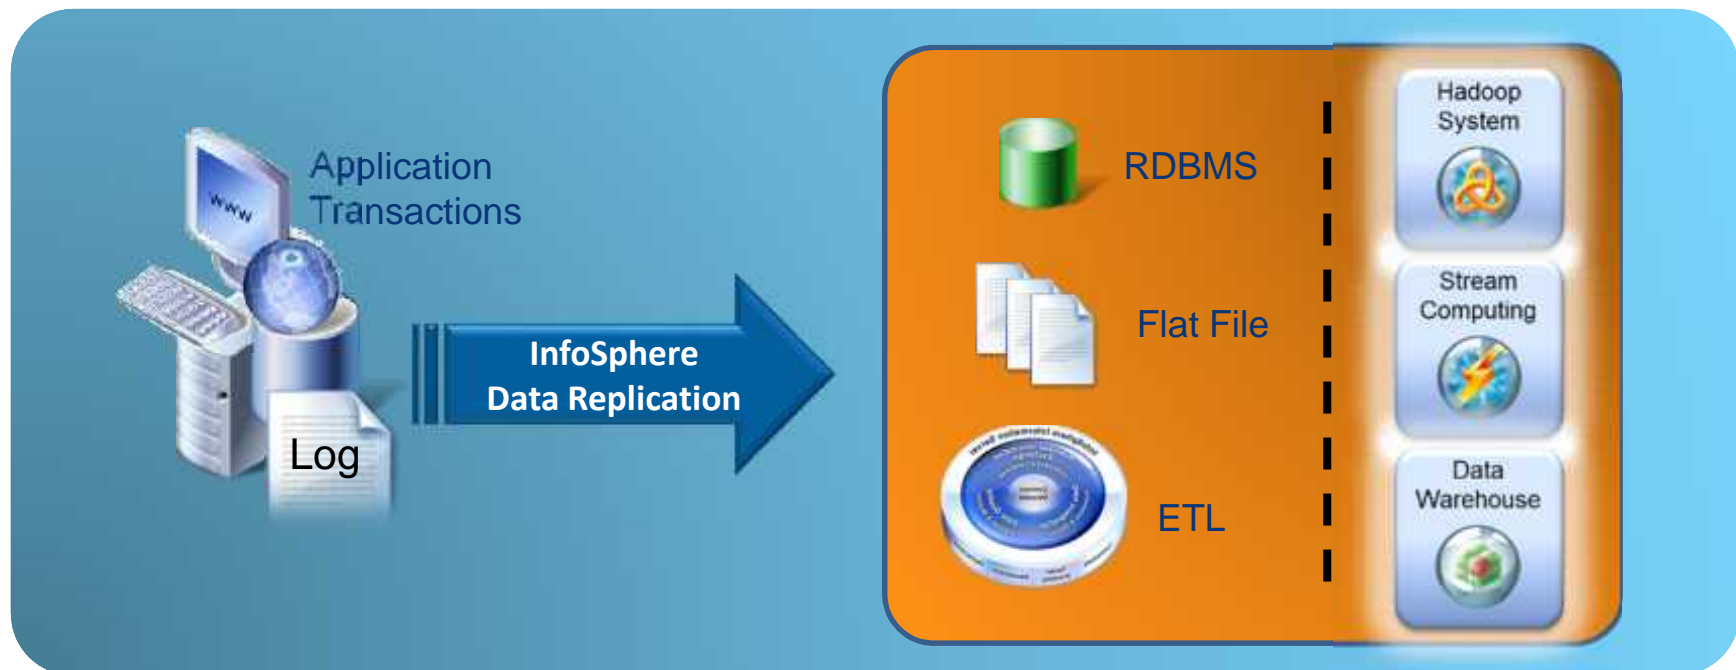 Application
Transactions
www
Log
InfoSphere
Data Replication
RDBMS
Flat File
ETL
Hadoop
System
Stream
Computing
Data
Warehouse